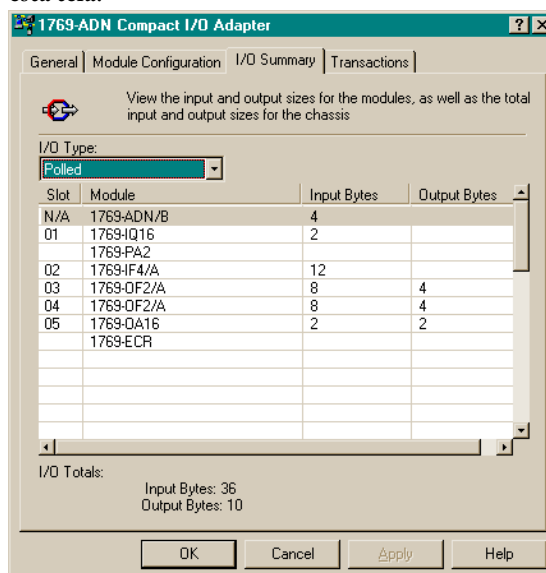 1769-ADN Compact I/O Adapter
General Module Configuration I/O Summary Transactions
View the input and output sizes for the modules, as well as the total
input and output sizes for the chassis
I/O Type:
Polled
Slot Module Input Bytes Output Bytes
N/A 1769-ADN/B 4
01 1769-IQ16 2
1769-PA2
02 1769-IF4/A 12
03 1769-OF2/A 8 4
04 1769-OF2/A 8 4
05 1769-OA16 2 2
1769-ECR
I/O Totals:
Input Bytes: 36
Output Bytes: 10
OK Cancel Apply Help